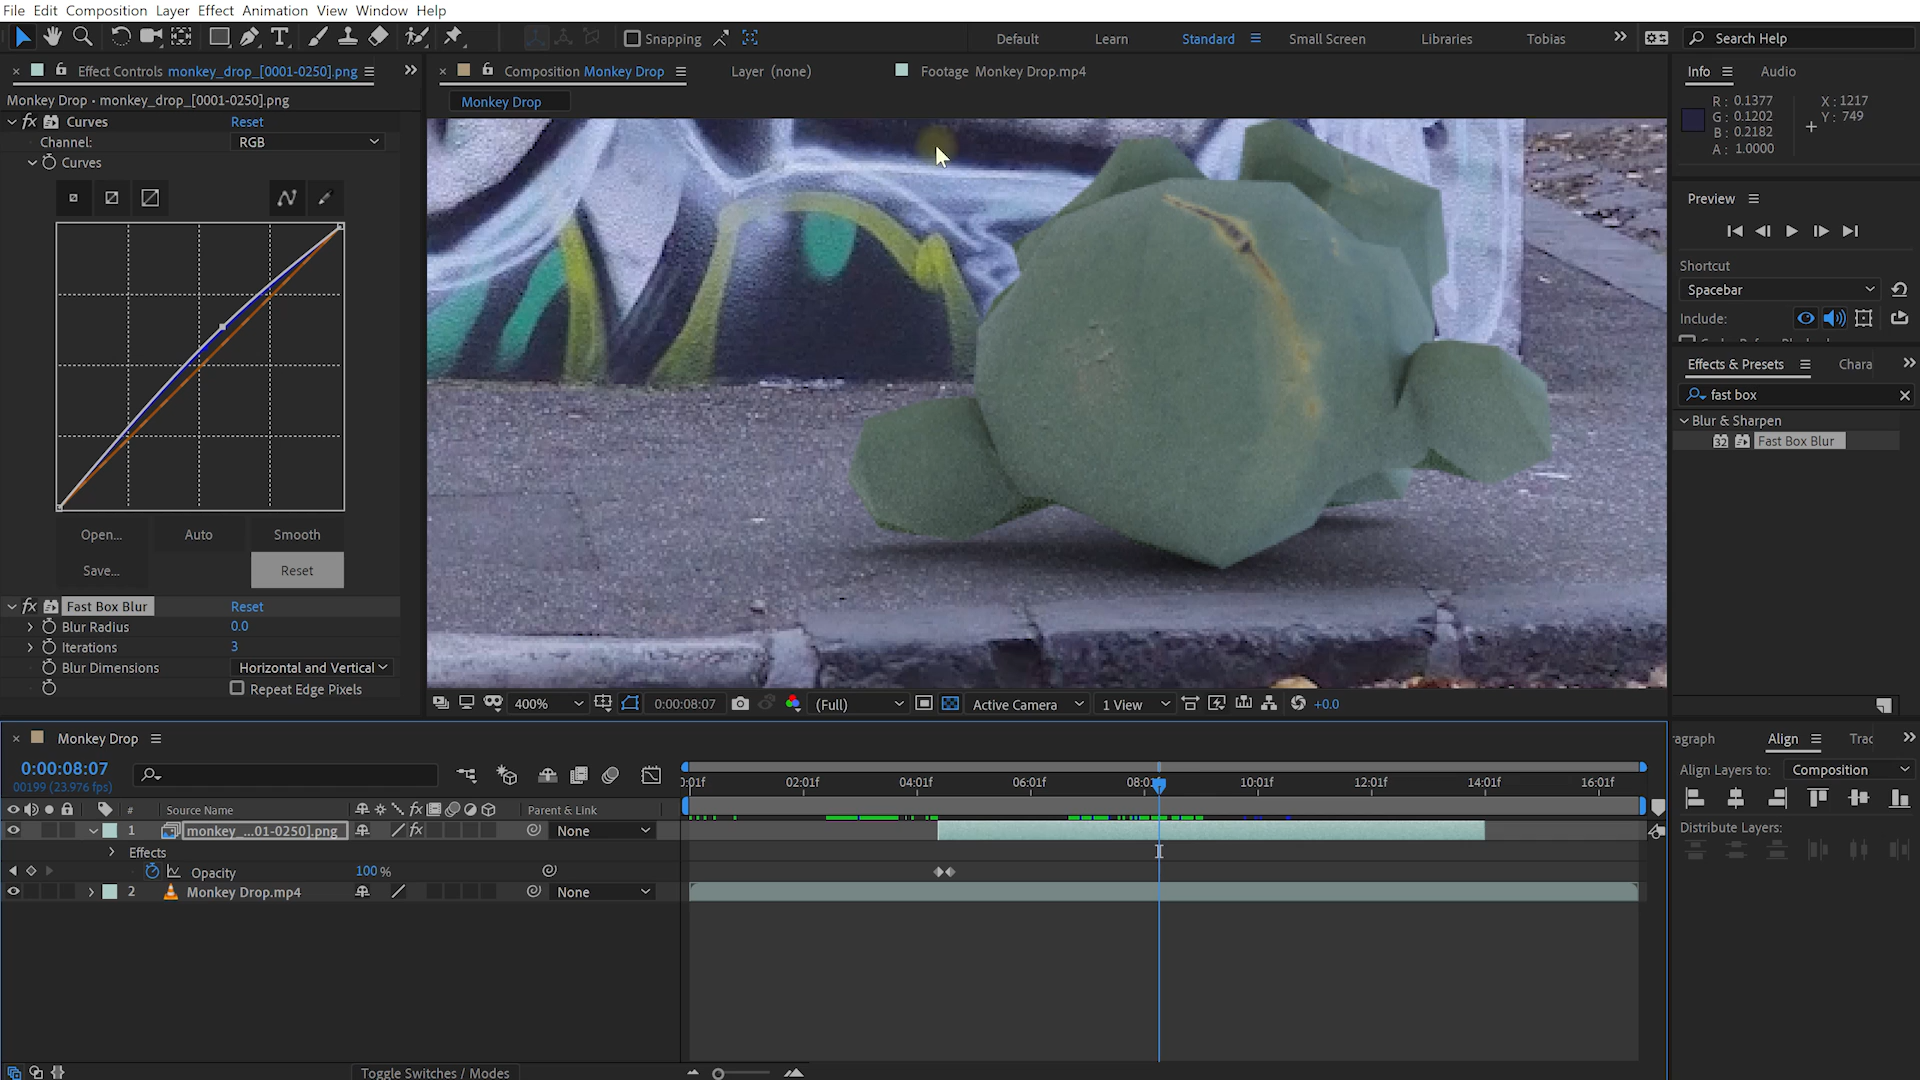 File Edit Composition Layer Effect Animation View Window Help
Snapping
Default Learn Standard Small Screen Libraries Tobias
Search Help
Effect Controls monkey_drop_[0001-0250].png
Monkey Drop • monkey_drop_[0001-0250].png
fx Curves Reset
Channel: RGB
Curves
Open... Auto Smooth
Save... Reset
fx Fast Box Blur Reset
Blur Radius 0.0
Iterations 3
Blur Dimensions Horizontal and Vertical
Repeat Edge Pixels
Composition Monkey Drop
Layer (none)
Footage Monkey Drop.mp4
Monkey Drop
400% 0:00:08:07 (Full) Active Camera 1 View +0.0
Info Audio
R: 0.1377 X: 1217
G: 0.1202 Y: 749
B: 0.2182
A: 1.0000
Preview
Shortcut
Spacebar
Include:
Effects & Presets Chara
fast box
Blur & Sharpen
32 Fast Box Blur
Monkey Drop
0:00:08:07
00199 (23.976 fps)
# Source Name fx Parent & Link
:00:01f 02:01f 04:01f 06:01f 08:01f 10:01f 12:01f 14:01f 16:01f
1 monkey_...01-0250].png fx None
Effects
Opacity 100 %
2 Monkey Drop.mp4 None
Toggle Switches / Modes
ragraph Align Trac
Align Layers to: Composition
Distribute Layers: